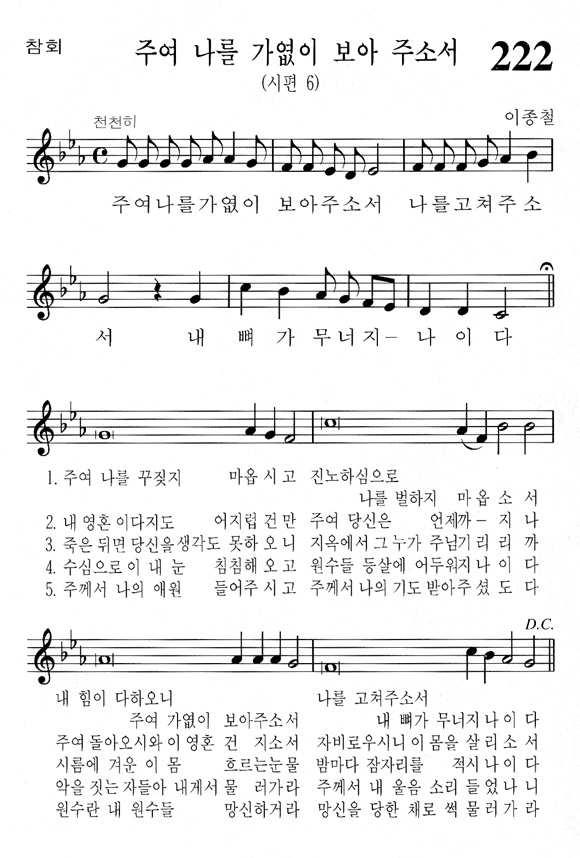 참회
주여 나를 가엾이 보아 주소서 222
(시편 6)
이종철
천천히
주여나를가엾이 보아주소서 나를고쳐주소
서 내 뼈 가 무너지- 나 이 다
1. 주여 나를 꾸짖지 마옵시고 진노하심으로
나를 벌하지 마옵소서
2. 내 영혼 이다지도 어지럽건만 주여 당신은 언제까- 지나
3. 죽은 뒤면 당신을 생각도 못하오니 지옥에서 그 누가 주님기리리까
4. 수심으로 이 내 눈 침침해오고 원수들 등살에 어두워지나이다
5. 주께서 나의 애원 들어주시고 주께서 나의 기도 받아주셨도다
D.C.
내 힘이 다하오니 나를 고쳐주소서
주여 가엾이 보아주소서 내 뼈가 무너지나이다
주여 돌아오시와 이 영혼 건지소서 자비로우시니 이 몸을 살리소서
시름에 겨운 이 몸 흐르는눈물 밤마다 잠자리를 적시나이다
악을 짓는 자들아 내게서 물러가라 주께서 내 울음 소리 들었나니
원수란 내 원수들 망신하거라 망신을 당한 채로 썩 물러가라